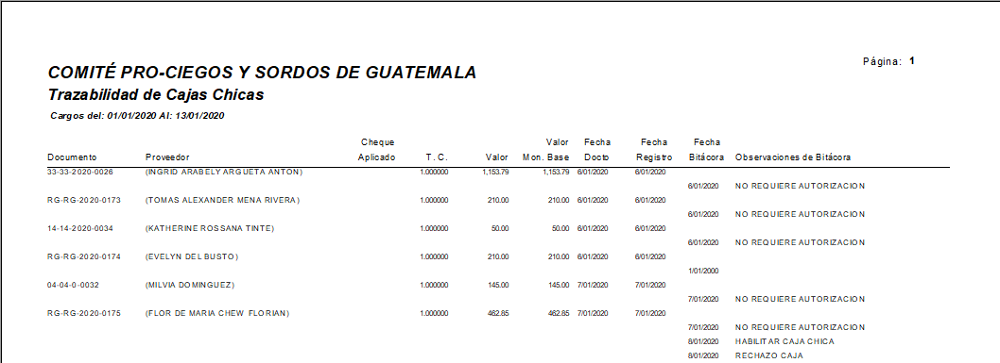 Página: 1
COMITÉ PRO-CIEGOS Y SORDOS DE GUATEMALA
Trazabilidad de Cajas Chicas
Cargos del: 01/01/2020 Al: 13/01/2020
Cheque Valor Fecha Fecha Fecha
Documento Proveedor Aplicado T. C. Valor Mon. Base Docto Registro Bitácora Observaciones de Bitácora
33-33-2020-0026 (INGRID ARABELY ARGUETA ANTON) 1.000000 1,153.79 1,153.79 6/01/2020 6/01/2020
6/01/2020 NO REQUIERE AUTORIZACION
RG-RG-2020-0173 (TOMAS ALEXANDER MENA RIVERA) 1.000000 210.00 210.00 6/01/2020 6/01/2020
6/01/2020 NO REQUIERE AUTORIZACION
14-14-2020-0034 (KATHERINE ROSSANA TINTE) 1.000000 50.00 50.00 6/01/2020 6/01/2020
6/01/2020 NO REQUIERE AUTORIZACION
RG-RG-2020-0174 (EVELYN DEL BUSTO) 1.000000 210.00 210.00 6/01/2020 6/01/2020
1/01/2000
04-04-0-0032 (MILVIA DOMINGUEZ) 1.000000 145.00 145.00 7/01/2020 7/01/2020
7/01/2020 NO REQUIERE AUTORIZACION
RG-RG-2020-0175 (FLOR DE MARIA CHEW FLORIAN) 1.000000 462.85 462.85 7/01/2020 7/01/2020
7/01/2020 NO REQUIERE AUTORIZACION
8/01/2020 HABILITAR CAJA CHICA
8/01/2020 RECHAZO CAJA